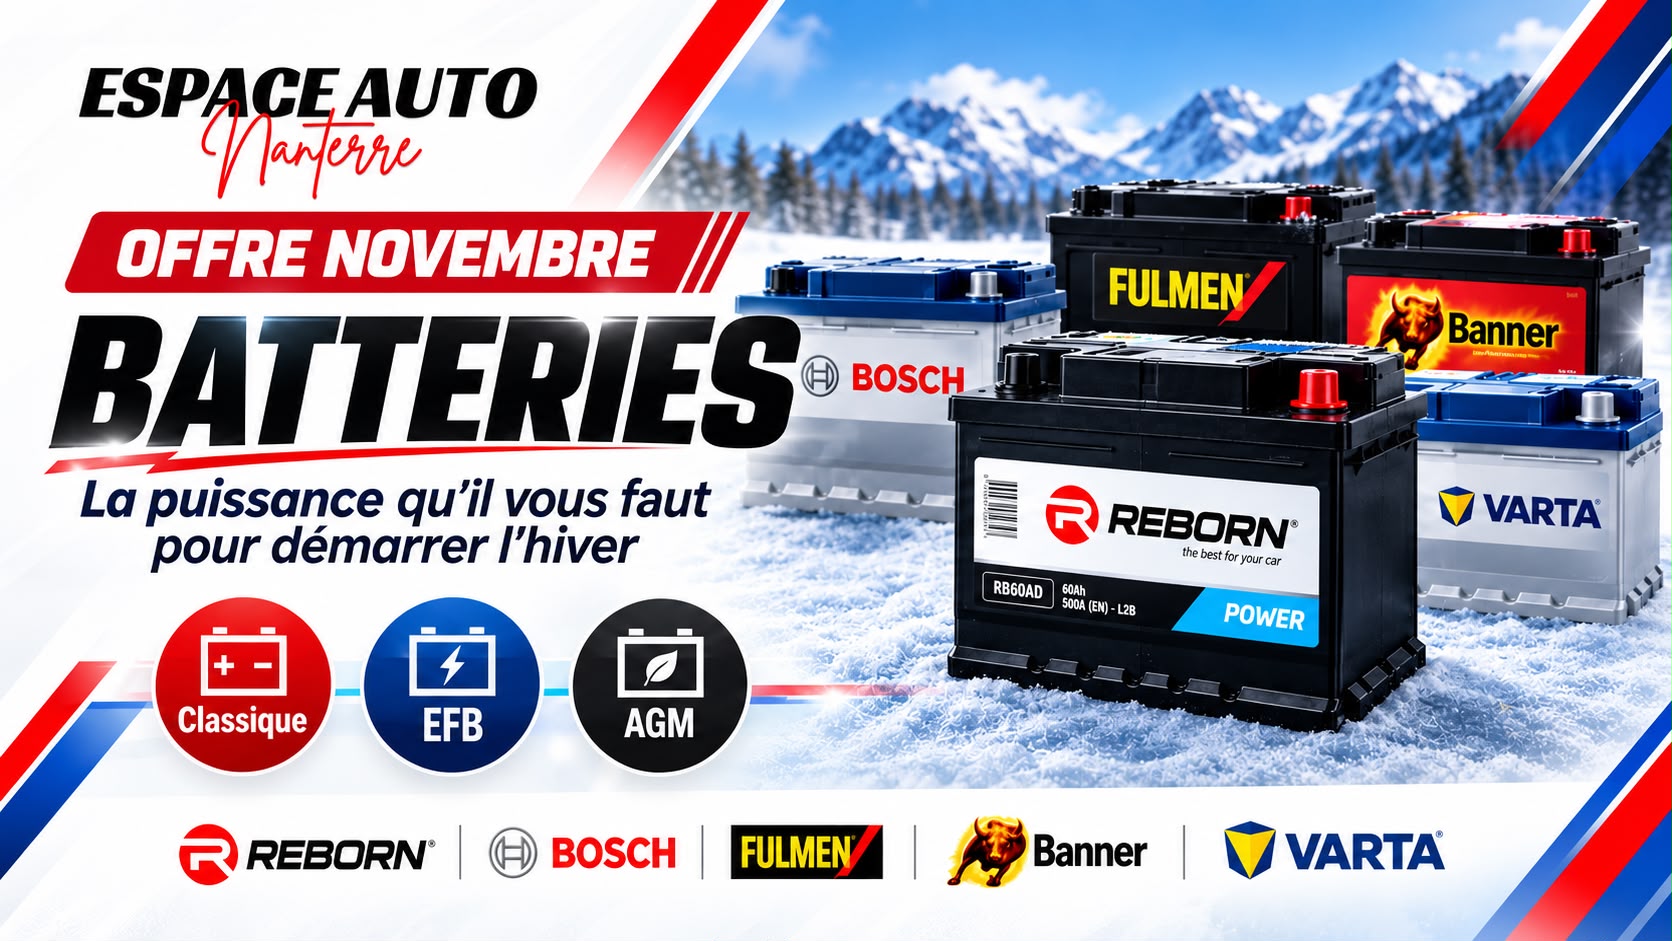 ESPACE AUTO
Nanterre
OFFRE NOVEMBRE
BATTERIES
La puissance qu'il vous faut
pour démarrer l'hiver
Classique
EFB
AGM
BOSCH
FULMEN
Banner
REBORN®
the best for your car
RB60AD
60Ah
500A (EN) - L2B
POWER
VARTA®
REBORN®
BOSCH
FULMEN
Banner
VARTA®